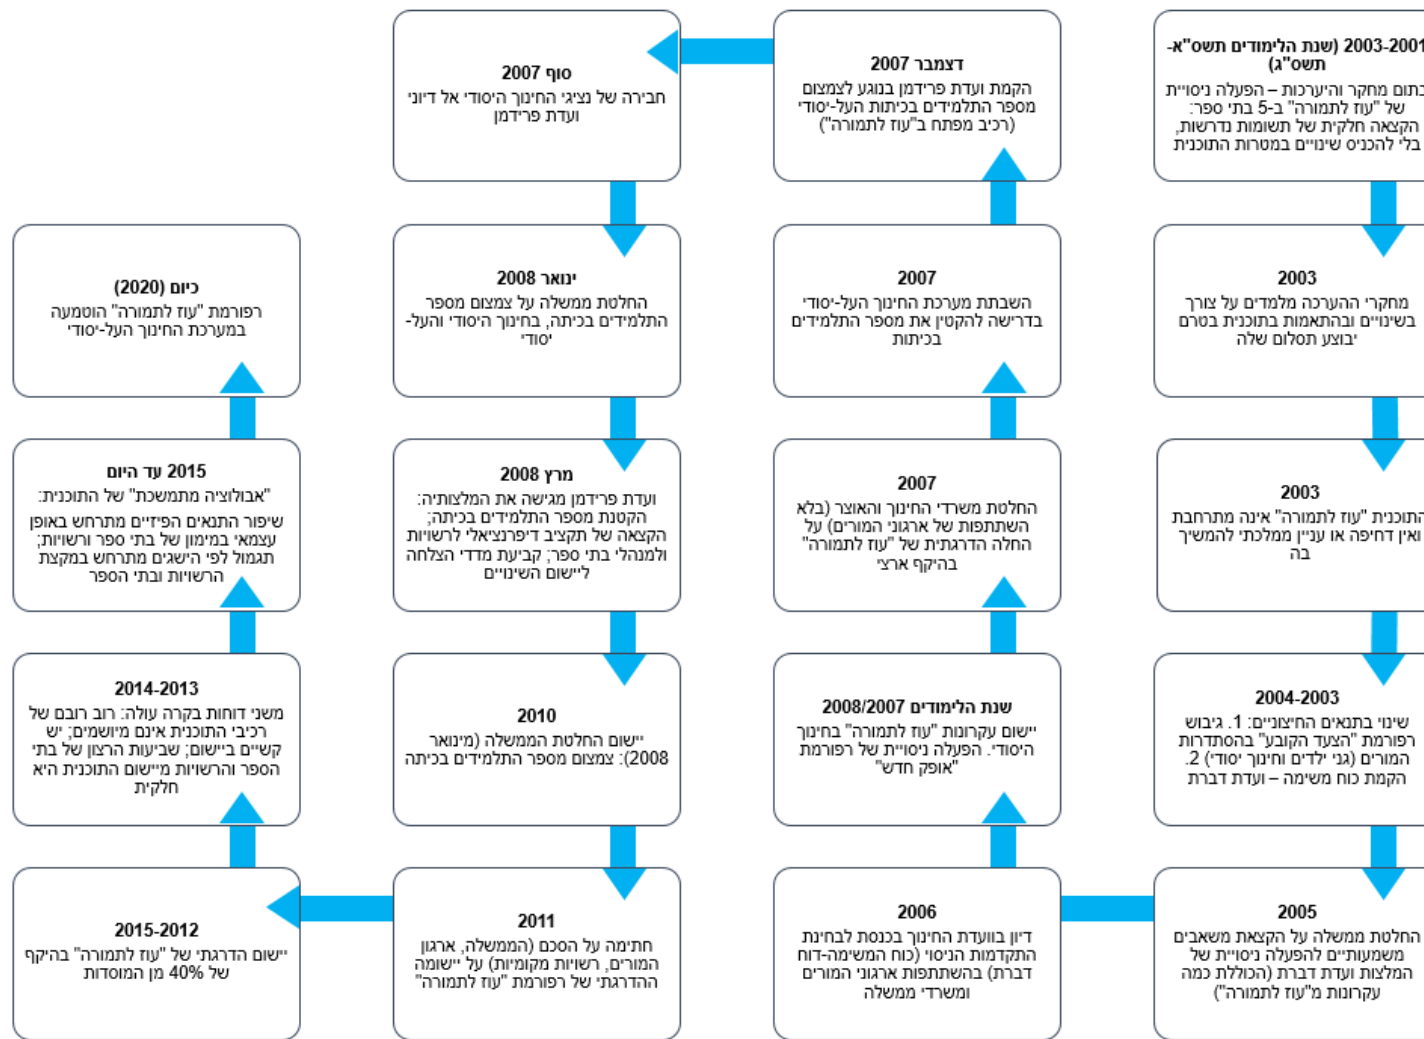 2003-2001 (שנת הלימודים תשס"א-
תשס"ג)
בתום מחקר והיערכות – הפעלה ניסויית
של "עוז לתמורה" ב-5 בתי ספר:
הקצאה חלקית של תשומות נדרשות,
בלי להכניס שינויים במטרות התוכנית
2003
מחקרי ההערכה מלמדים על צורך
בשינויים ובהתאמות בתוכנית בטרם
יבוצע תסלום שלה
2003
התוכנית "עוז לתמורה" אינה מתרחבת
ואין דחיפה או עניין ממלכתי להמשיך
בה
2004-2003
שינוי בתנאים החיצוניים: 1. גיבוש
רפורמת "הצעד הקובע" בהסתדרות
המורים (גני ילדים וחינוך יסודי) 2.
הקמת כוח משימה – ועדת דברת
2005
החלטת ממשלה על הקצאת משאבים
משמעותיים להפעלה ניסויית של
המלצות ועדת דברת (הכוללת כמה
עקרונות מ"עוז לתמורה")
2006
דיון בוועדת החינוך בכנסת לבחינת
התקדמות הניסוי (כוח המשימה-דוח
דברת) בהשתתפות ארגוני המורים
ומשרדי ממשלה
שנת הלימודים 2008/2007
יישום עקרונות "עוז לתמורה" בחינוך
היסודי. הפעלה ניסויית של רפורמת
"אופק חדש"
2007
החלטת משרדי החינוך והאוצר (בלא
השתתפות של ארגוני המורים) על
החלה הדרגתית של "עוז לתמורה"
בהיקף ארצי
2007
השבתת מערכת החינוך העל-יסודי
בדרישה להקטין את מספר התלמידים
בכיתות
דצמבר 2007
הקמת ועדת פרידמן בנוגע לצמצום
מספר התלמידים בכיתות העל-יסודי
(רכיב מפתח ב"עוז לתמורה")
סוף 2007
חבירה של נציגי החינוך היסודי אל דיוני
ועדת פרידמן
ינואר 2008
החלטת ממשלה על צמצום מספר
התלמידים בכיתה, בחינוך היסודי והעל-
יסודי
מרץ 2008
ועדת פרידמן מגישה את המלצותיה:
הקטנת מספר התלמידים בכיתה;
הקצאה של תקציב דיפרנציאלי לרשויות
ולמנהלי בתי ספר; קביעת מדדי הצלחה
ליישום השינויים
2010
יישום החלטת הממשלה (מינואר
2008): צמצום מספר התלמידים בכיתה
2011
חתימה על הסכם (הממשלה, ארגון
המורים, רשויות מקומיות) על יישומה
ההדרגתי של רפורמת "עוז לתמורה"
2015-2012
יישום הדרגתי של "עוז לתמורה" בהיקף
של 40% מן המוסדות
2014-2013
משני דוחות בקרה עולה: רוב רובם של
רכיבי התוכנית אינם מיושמים; יש
קשיים ביישום; שביעות הרצון של בתי
הספר והרשויות מיישום התוכנית היא
חלקית
2015 עד היום
"אבולוציה מתמשכת" של התוכנית:
שיפור התנאים הפיזיים מתרחש באופן
עצמאי במימון של בתי ספר ורשויות;
תגמול לפי הישגים מתרחש במקצת
הרשויות ובתי הספר
כיום (2020)
רפורמת "עוז לתמורה" הוטמעה
במערכת החינוך העל-יסודי